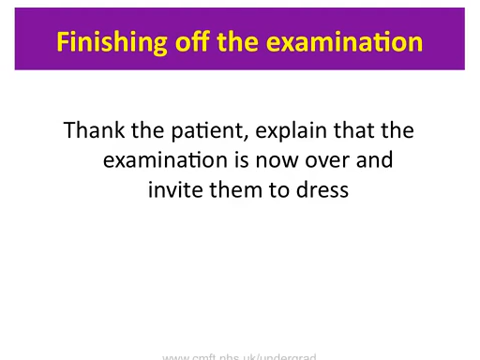 Finishing off the examination
Thank the patient, explain that the
examination is now over and
invite them to dress
www.cmft.nhs.uk/undergrad